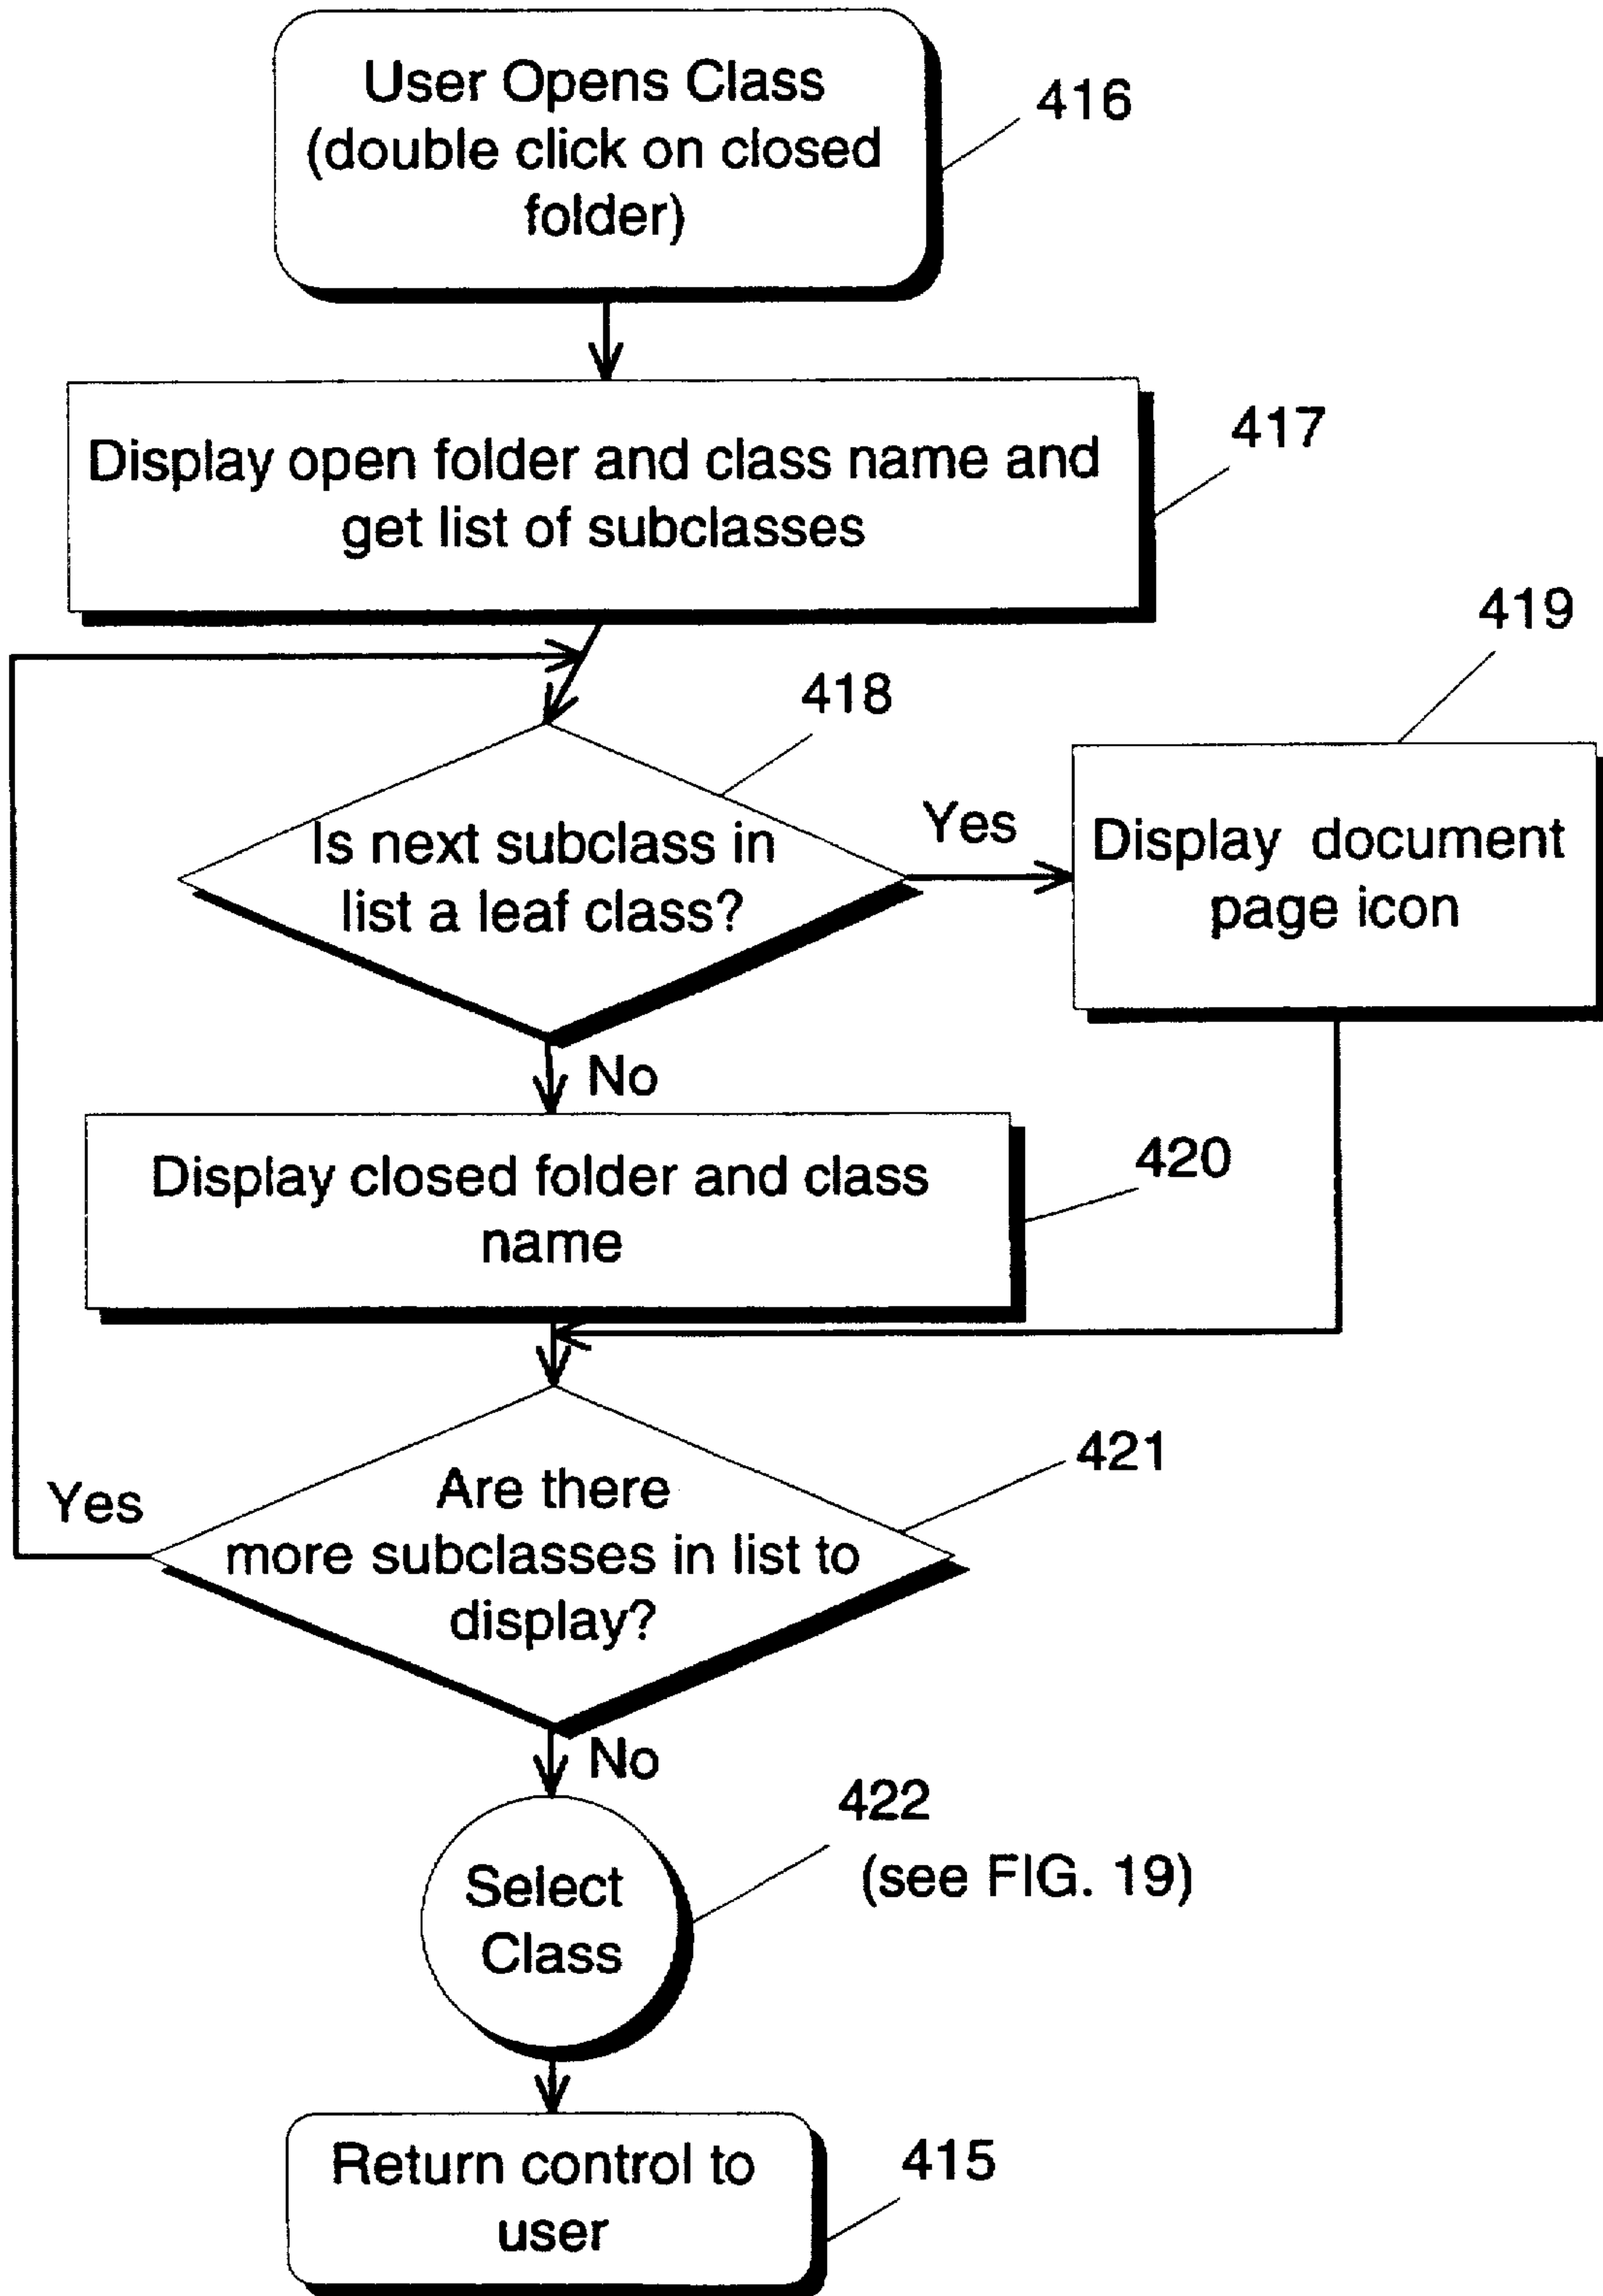 User Opens Class
(double click on closed
folder)
416
Display open folder and class name and
get list of subclasses
417
418
419
Is next subclass in
list a leaf class?
Yes
Display document
page icon
No
Display closed folder and class
name
420
421
Yes
Are there
more subclasses in list to
display?
No
422
(see FIG. 19)
Select
Class
Return control to
user
415